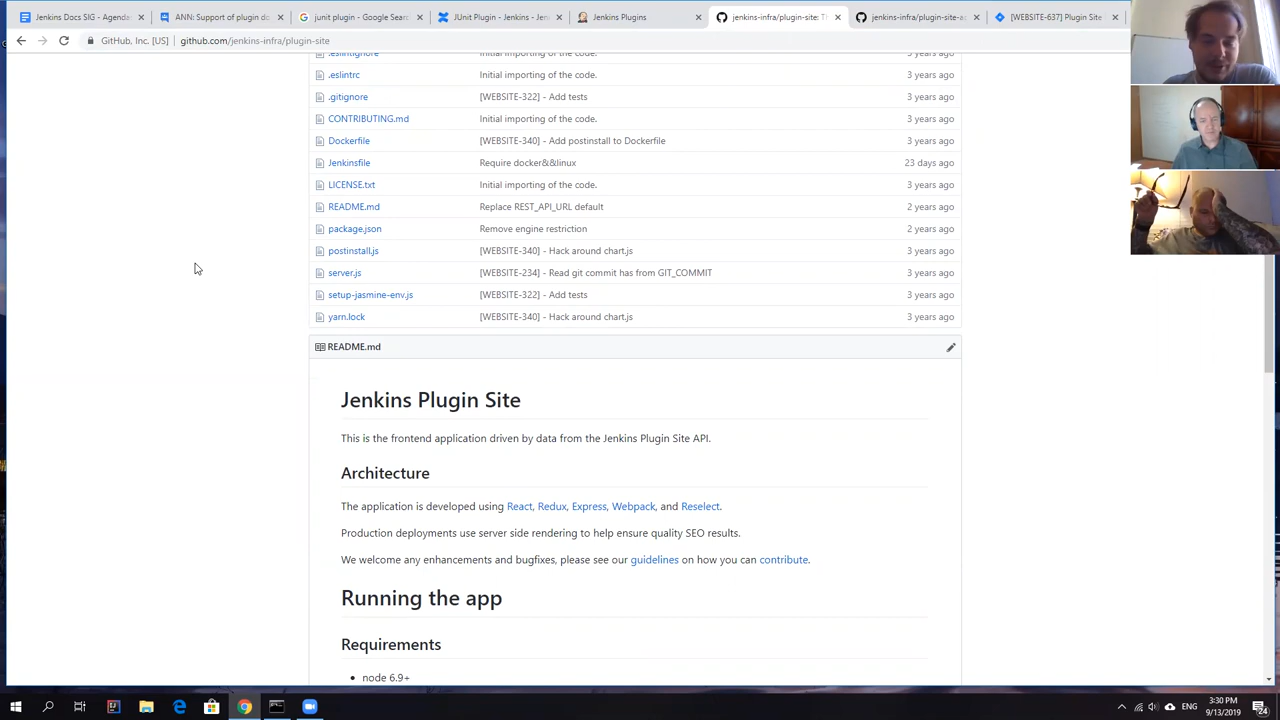 Jenkins Docs SIG - Agenda
ANN: Support of plugin do
junit plugin - Google Sear
JUnit Plugin - Jenkins - Jen
Jenkins Plugins
jenkins-infra/plugin-site: T
jenkins-infra/plugin-site-a
[WEBSITE-637] Plugin Site
GitHub, Inc. [US]
github.com/jenkins-infra/plugin-site
.eslintignore Initial importing of the code. 3 years ago
.eslintrc Initial importing of the code. 3 years ago
.gitignore [WEBSITE-322] - Add tests 3 years ago
CONTRIBUTING.md Initial importing of the code. 3 years ago
Dockerfile [WEBSITE-340] - Add postinstall to Dockerfile 3 years ago
Jenkinsfile Require docker&&linux 23 days ago
LICENSE.txt Initial importing of the code. 3 years ago
README.md Replace REST_API_URL default 2 years ago
package.json Remove engine restriction 2 years ago
postinstall.js [WEBSITE-340] - Hack around chart.js 3 years ago
server.js [WEBSITE-234] - Read git commit has from GIT_COMMIT 3 years ago
setup-jasmine-env.js [WEBSITE-322] - Add tests 3 years ago
yarn.lock [WEBSITE-340] - Hack around chart.js 3 years ago
README.md
Jenkins Plugin Site
This is the frontend application driven by data from the Jenkins Plugin Site API.
Architecture
The application is developed using React, Redux, Express, Webpack, and Reselect.
Production deployments use server side rendering to help ensure quality SEO results.
We welcome any enhancements and bugfixes, please see our guidelines on how you can contribute.
Running the app
Requirements
• node 6.9+
ENG
3:30 PM
9/13/2019
24